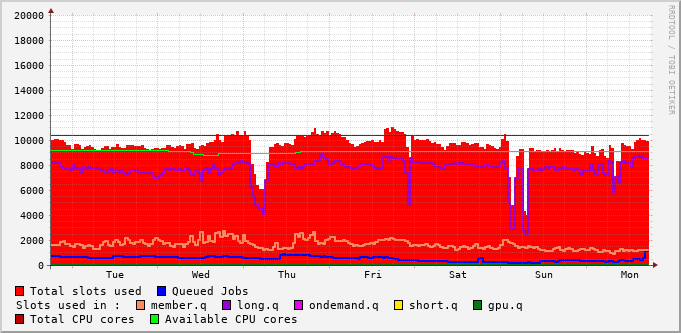 RRDTOOL / TOBI OETIKER
20000
18000
16000
14000
12000
10000
8000
6000
4000
2000
0
Tue Wed Thu Fri Sat Sun Mon
Total slots used Queued Jobs
Slots used in : member.q long.q ondemand.q short.q gpu.q
Total CPU cores Available CPU cores